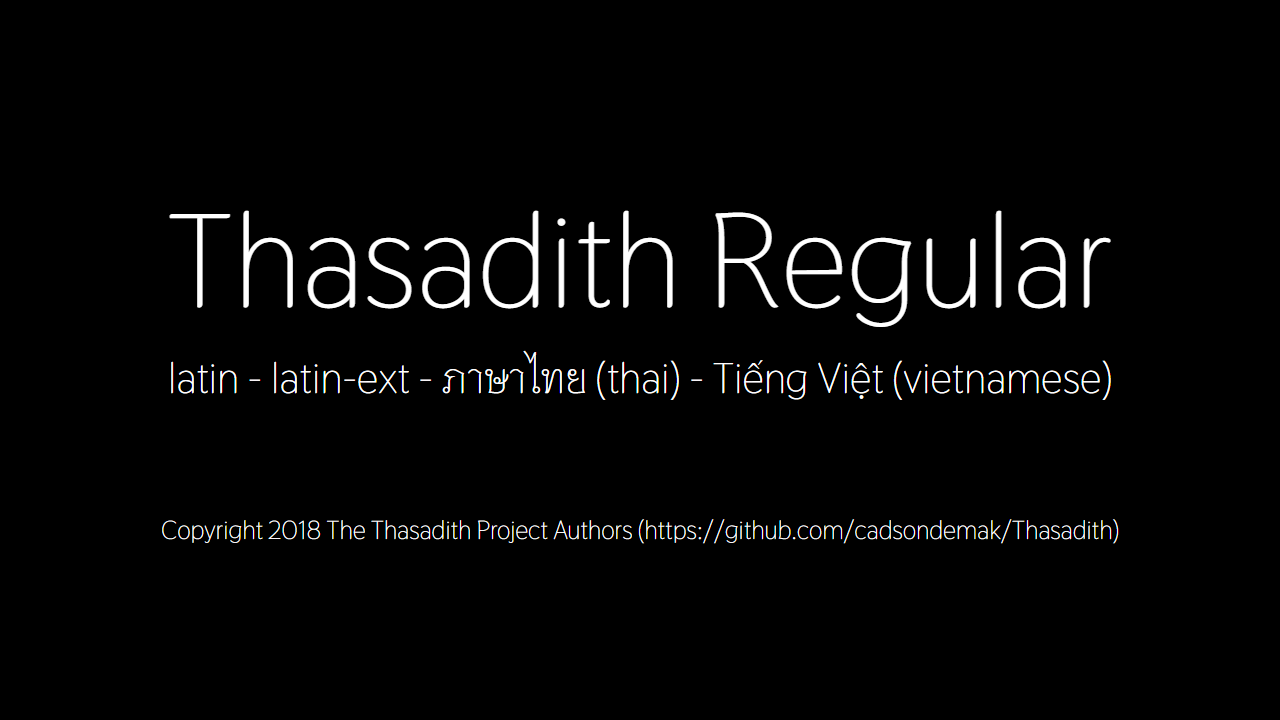 Thasadith Regular
latin - latin-ext - ภาษาไทย (thai) - Tiếng Việt (vietnamese)
Copyright 2018 The Thasadith Project Authors (https://github.com/cadsondemak/Thasadith)